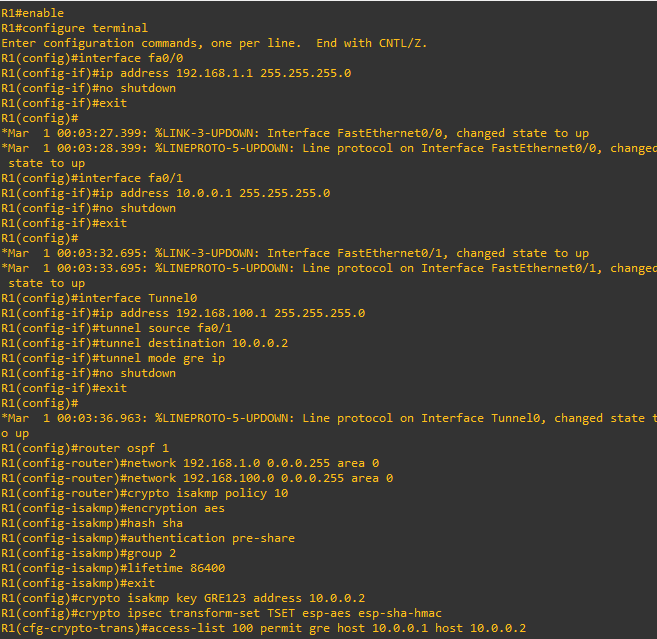 R1#enable
R1#configure terminal
Enter configuration commands, one per line.  End with CNTL/Z.
R1(config)#interface fa0/0
R1(config-if)#ip address 192.168.1.1 255.255.255.0
R1(config-if)#no shutdown
R1(config-if)#exit
R1(config)#
*Mar  1 00:03:27.399: %LINK-3-UPDOWN: Interface FastEthernet0/0, changed state to up
*Mar  1 00:03:28.399: %LINEPROTO-5-UPDOWN: Line protocol on Interface FastEthernet0/0, changed
 state to up
R1(config)#interface fa0/1
R1(config-if)#ip address 10.0.0.1 255.255.255.0
R1(config-if)#no shutdown
R1(config-if)#exit
R1(config)#
*Mar  1 00:03:32.695: %LINK-3-UPDOWN: Interface FastEthernet0/1, changed state to up
*Mar  1 00:03:33.695: %LINEPROTO-5-UPDOWN: Line protocol on Interface FastEthernet0/1, changed
 state to up
R1(config)#interface Tunnel0
R1(config-if)#ip address 192.168.100.1 255.255.255.0
R1(config-if)#tunnel source fa0/1
R1(config-if)#tunnel destination 10.0.0.2
R1(config-if)#tunnel mode gre ip
R1(config-if)#no shutdown
R1(config-if)#exit
R1(config)#
*Mar  1 00:03:36.963: %LINEPROTO-5-UPDOWN: Line protocol on Interface Tunnel0, changed state t
o up
R1(config)#router ospf 1
R1(config-router)#network 192.168.1.0 0.0.0.255 area 0
R1(config-router)#network 192.168.100.0 0.0.0.255 area 0
R1(config-router)#crypto isakmp policy 10
R1(config-isakmp)#encryption aes
R1(config-isakmp)#hash sha
R1(config-isakmp)#authentication pre-share
R1(config-isakmp)#group 2
R1(config-isakmp)#lifetime 86400
R1(config-isakmp)#exit
R1(config)#crypto isakmp key GRE123 address 10.0.0.2
R1(config)#crypto ipsec transform-set TSET esp-aes esp-sha-hmac
R1(cfg-crypto-trans)#access-list 100 permit gre host 10.0.0.1 host 10.0.0.2